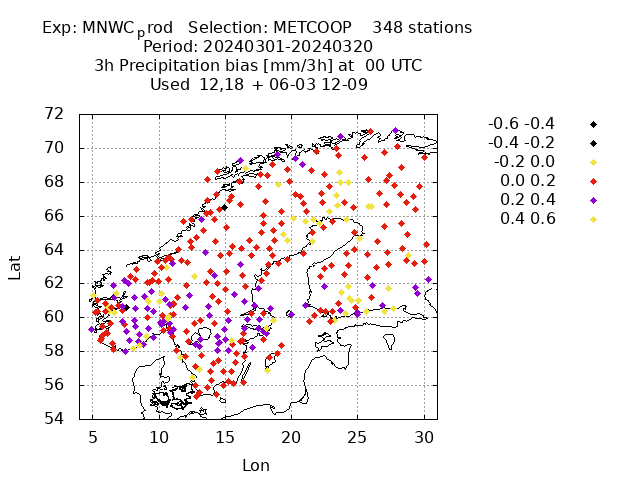 Exp: MNWC_prod   Selection: METCOOP    348 stations
Period: 20240301-20240320
3h Precipitation bias [mm/3h] at  00 UTC
Used 12,18 + 06-03 12-09
72
70
68
66
64
62
60
58
56
54
5 10 15 20 25 30
Lat
Lon
-0.6 -0.4
-0.4 -0.2
-0.2 0.0
0.0 0.2
0.2 0.4
0.4 0.6